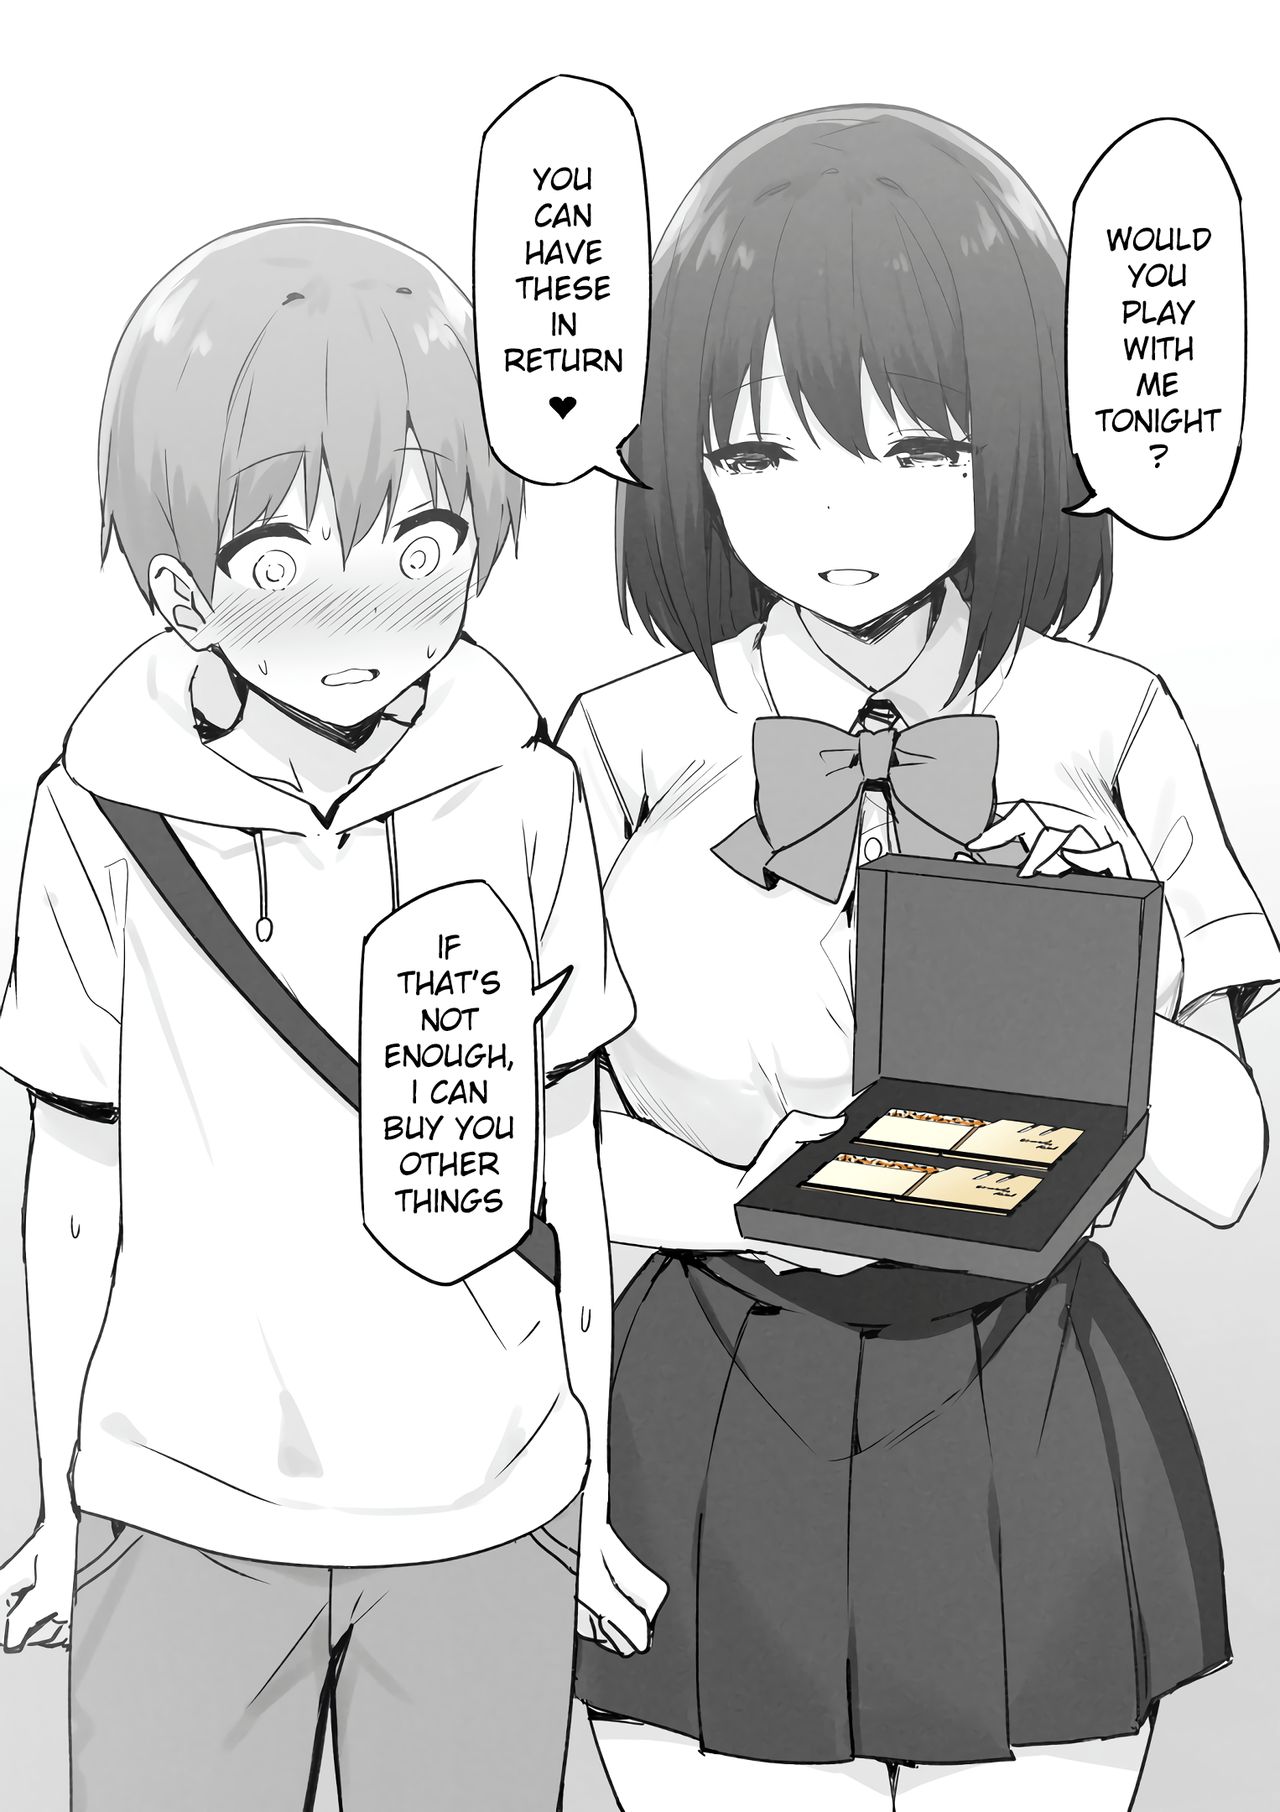 WOULD
YOU
PLAY
WITH
ME
TONIGHT
?
YOU
CAN
HAVE
THESE
IN
RETURN
♥
IF
THAT'S
NOT
ENOUGH,
I CAN
BUY YOU
OTHER
THINGS